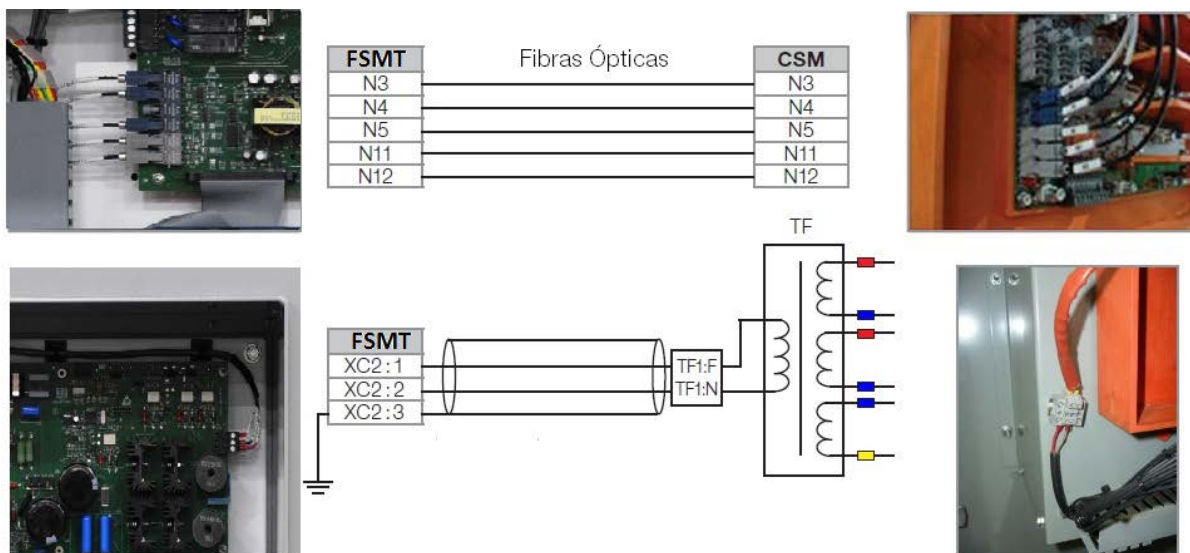 FSMT Fibras Ópticas CSM
N3 N3
N4 N4
N5 N5
N11 N11
N12 N12
TF
FSMT
XC2:1 TF1:F
XC2:2 TF1:N
XC2:3